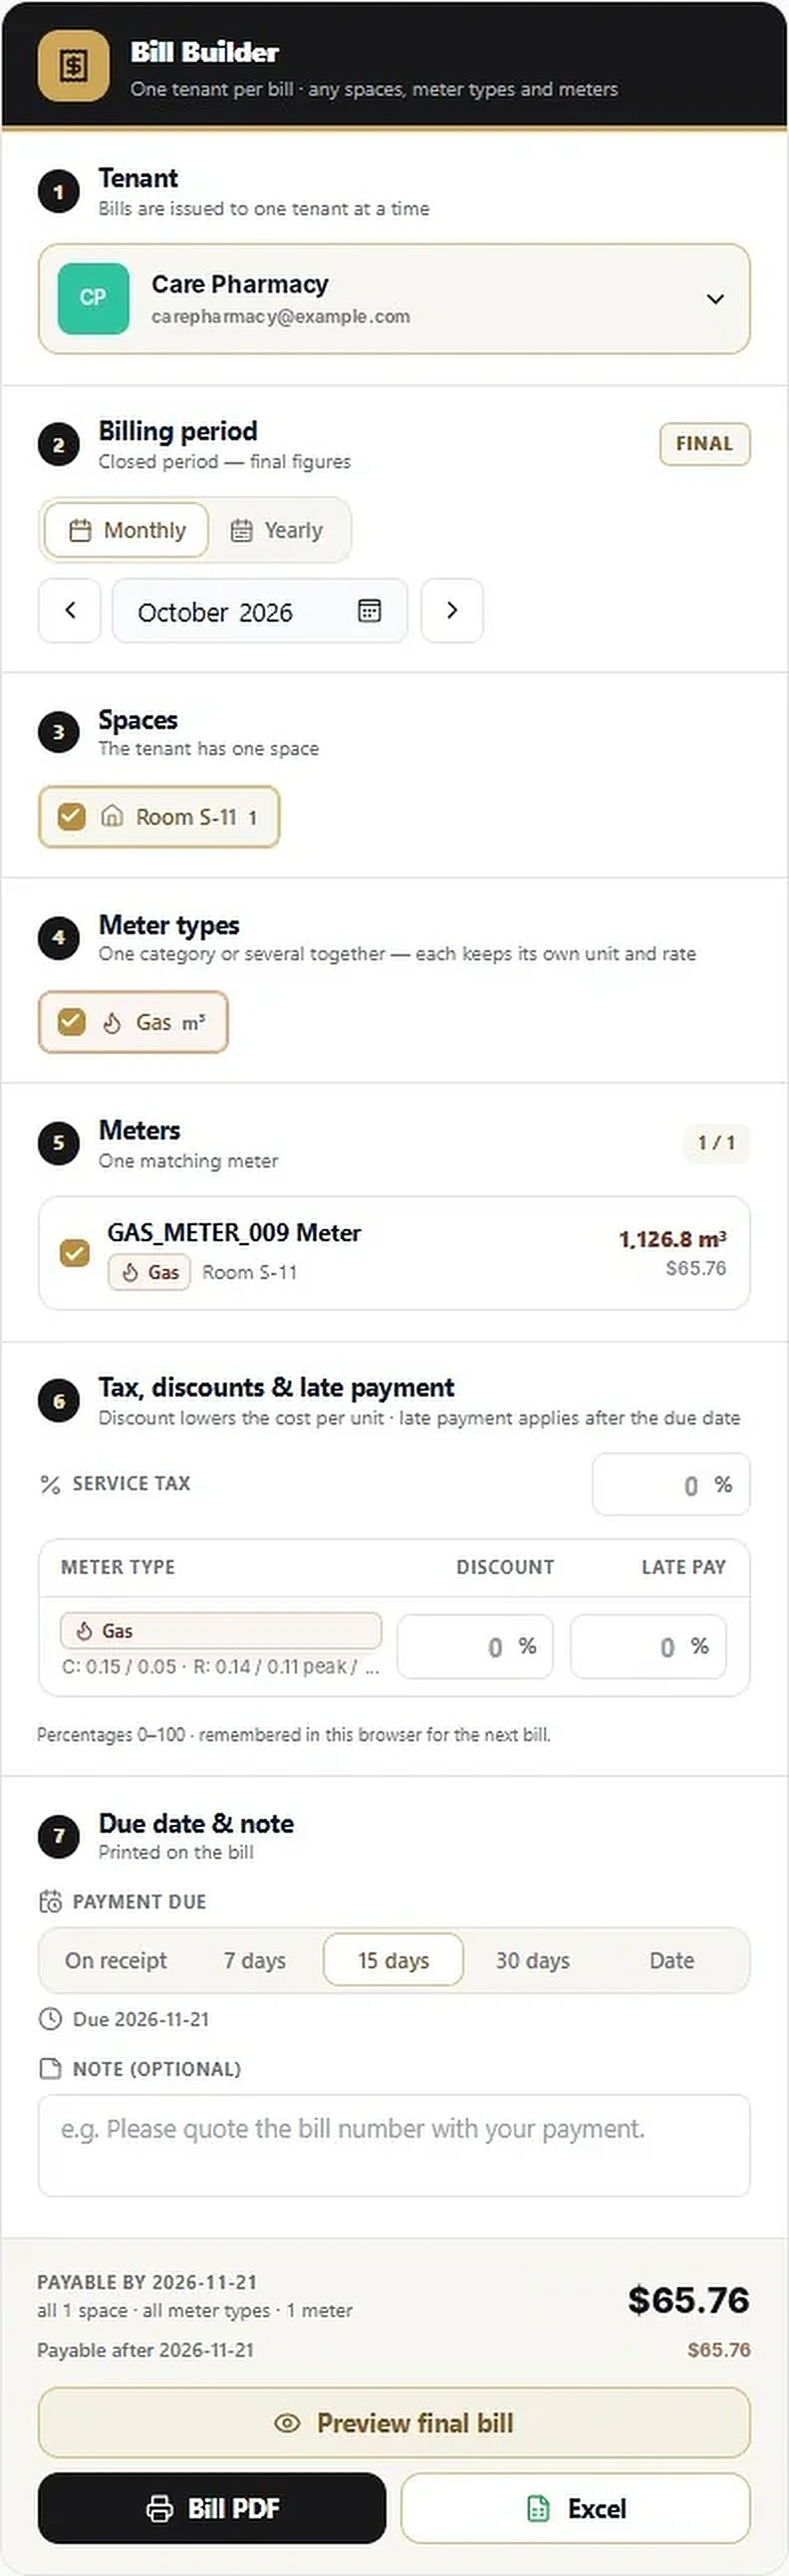 Bill Builder
One tenant per bill · any spaces, meter types and meters
1
Tenant
Bills are issued to one tenant at a time
CP
Care Pharmacy
carepharmacy@example.com
2
Billing period
Closed period — final figures
FINAL
Monthly
Yearly
October 2026
3
Spaces
The tenant has one space
Room S-11 1
4
Meter types
One category or several together — each keeps its own unit and rate
Gas m³
5
Meters
One matching meter
1 / 1
GAS_METER_009 Meter
1,126.8 m³
Gas
Room S-11
$65.76
6
Tax, discounts & late payment
Discount lowers the cost per unit · late payment applies after the due date
% SERVICE TAX
0 %
METER TYPE DISCOUNT LATE PAY
Gas
0 %
0 %
C: 0.15 / 0.05 · R: 0.14 / 0.11 peak / ...
Percentages 0–100 · remembered in this browser for the next bill.
7
Due date & note
Printed on the bill
PAYMENT DUE
On receipt 7 days 15 days 30 days Date
Due 2026-11-21
NOTE (OPTIONAL)
e.g. Please quote the bill number with your payment.
PAYABLE BY 2026-11-21
all 1 space · all meter types · 1 meter
$65.76
Payable after 2026-11-21
$65.76
Preview final bill
Bill PDF
Excel